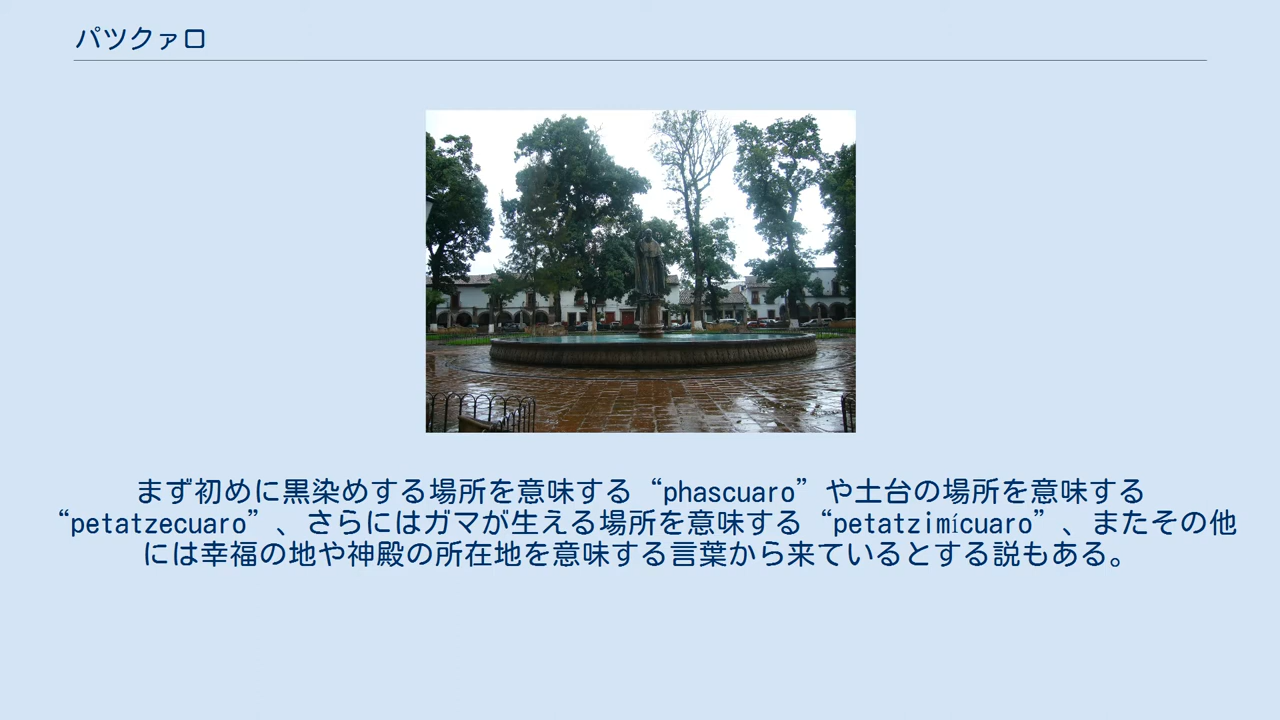 パツクァロ
まず初めに黒染めする場所を意味する“phascuaro”や土台の場所を意味する
“petatzecuaro”、さらにはガマが生える場所を意味する“petatzimícuaro”、またその他
には幸福の地や神殿の所在地を意味する言葉から来ているとする説もある。